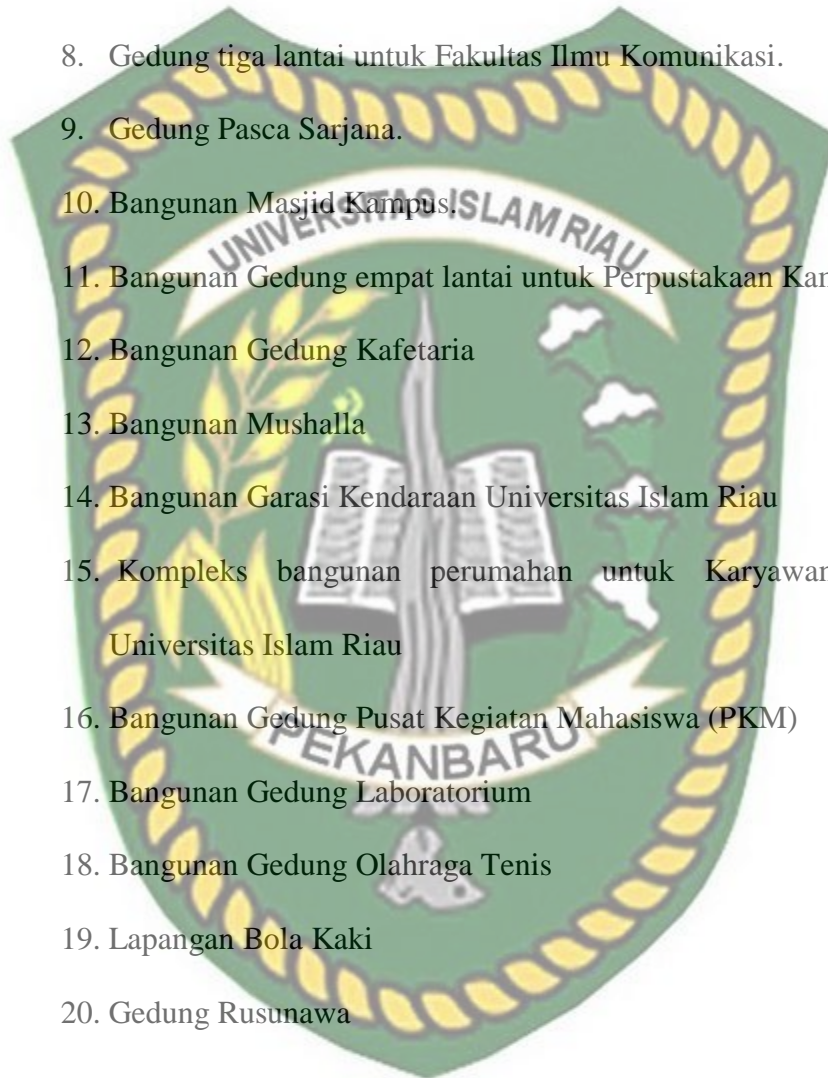 8. Gedung tiga lantai untuk Fakultas Ilmu Komunikasi.
9. Gedung Pasca Sarjana.
10. Bangunan Masjid Kampus.
UNIVERSITAS ISLAM RIAU
11. Bangunan Gedung empat lantai untuk Perpustakaan
12. Bangunan Gedung Kafetaria
13. Bangunan Mushalla
14. Bangunan Garasi Kendaraan Universitas Islam Riau
15. Kompleks bangunan perumahan untuk Karyawan
Universitas Islam Riau
16. Bangunan Gedung Pusat Kegiatan Mahasiswa (PKM)
PEKANBARU
17. Bangunan Gedung Laboratorium
18. Bangunan Gedung Olahraga Tenis
19. Lapangan Bola Kaki
20. Gedung Rusunawa